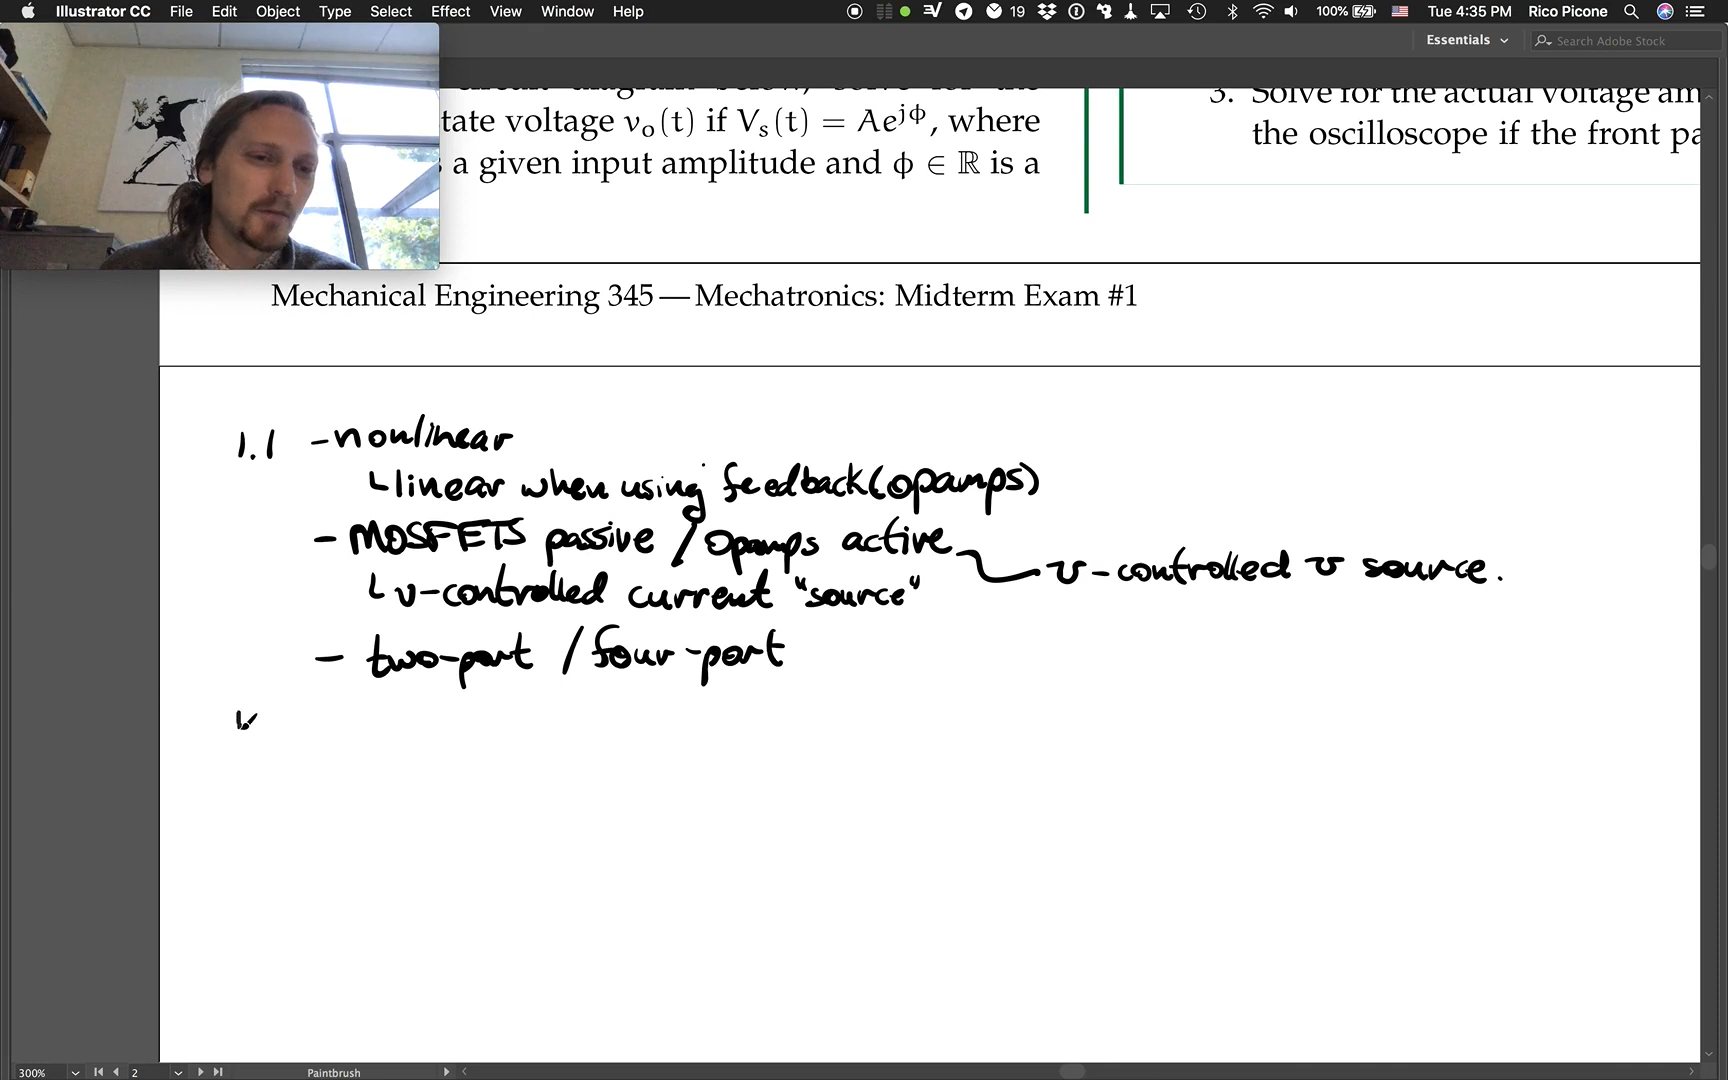 Illustrator CC File Edit Object Type Select Effect View Window Help 19 100% Tue 4:35 PM Rico Picone
Essentials Search Adobe Stock
tate voltage vₒ(t) if Vₛ(t) = Ae^{jϕ}, where
a given input amplitude and ϕ ∈ ℝ is a
3. Solve for the actual voltage am
the oscilloscope if the front pa
Mechanical Engineering 345 — Mechatronics: Midterm Exam #1
1.1 - nonlinear
linear when using feedback (opamps)
- MOSFETS passive / opamps active
v-controlled v source.
v-controlled current "source"
- two-port / four-port
300% 2 Paintbrush